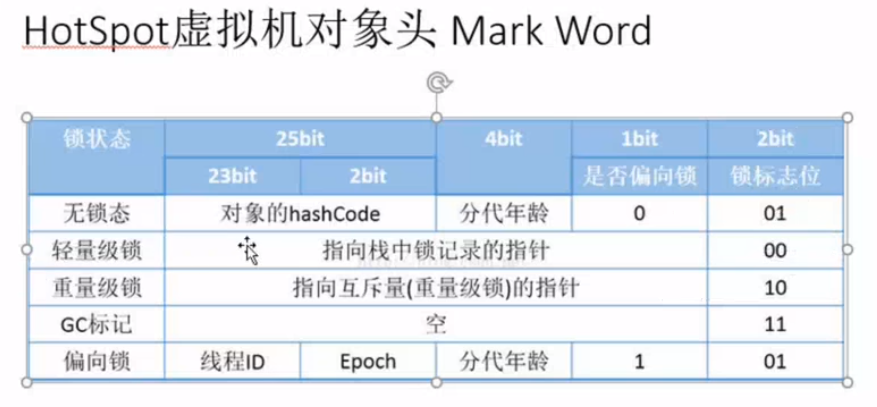 HotSpot虚拟机对象头 Mark Word
锁状态 25bit 4bit 1bit 2bit
23bit 2bit 是否偏向锁 锁标志位
无锁态 对象的hashCode 分代年龄 0 01
轻量级锁 指向栈中锁记录的指针 00
重量级锁 指向互斥量(重量级锁)的指针 10
GC标记 空 11
偏向锁 线程ID Epoch 分代年龄 1 01